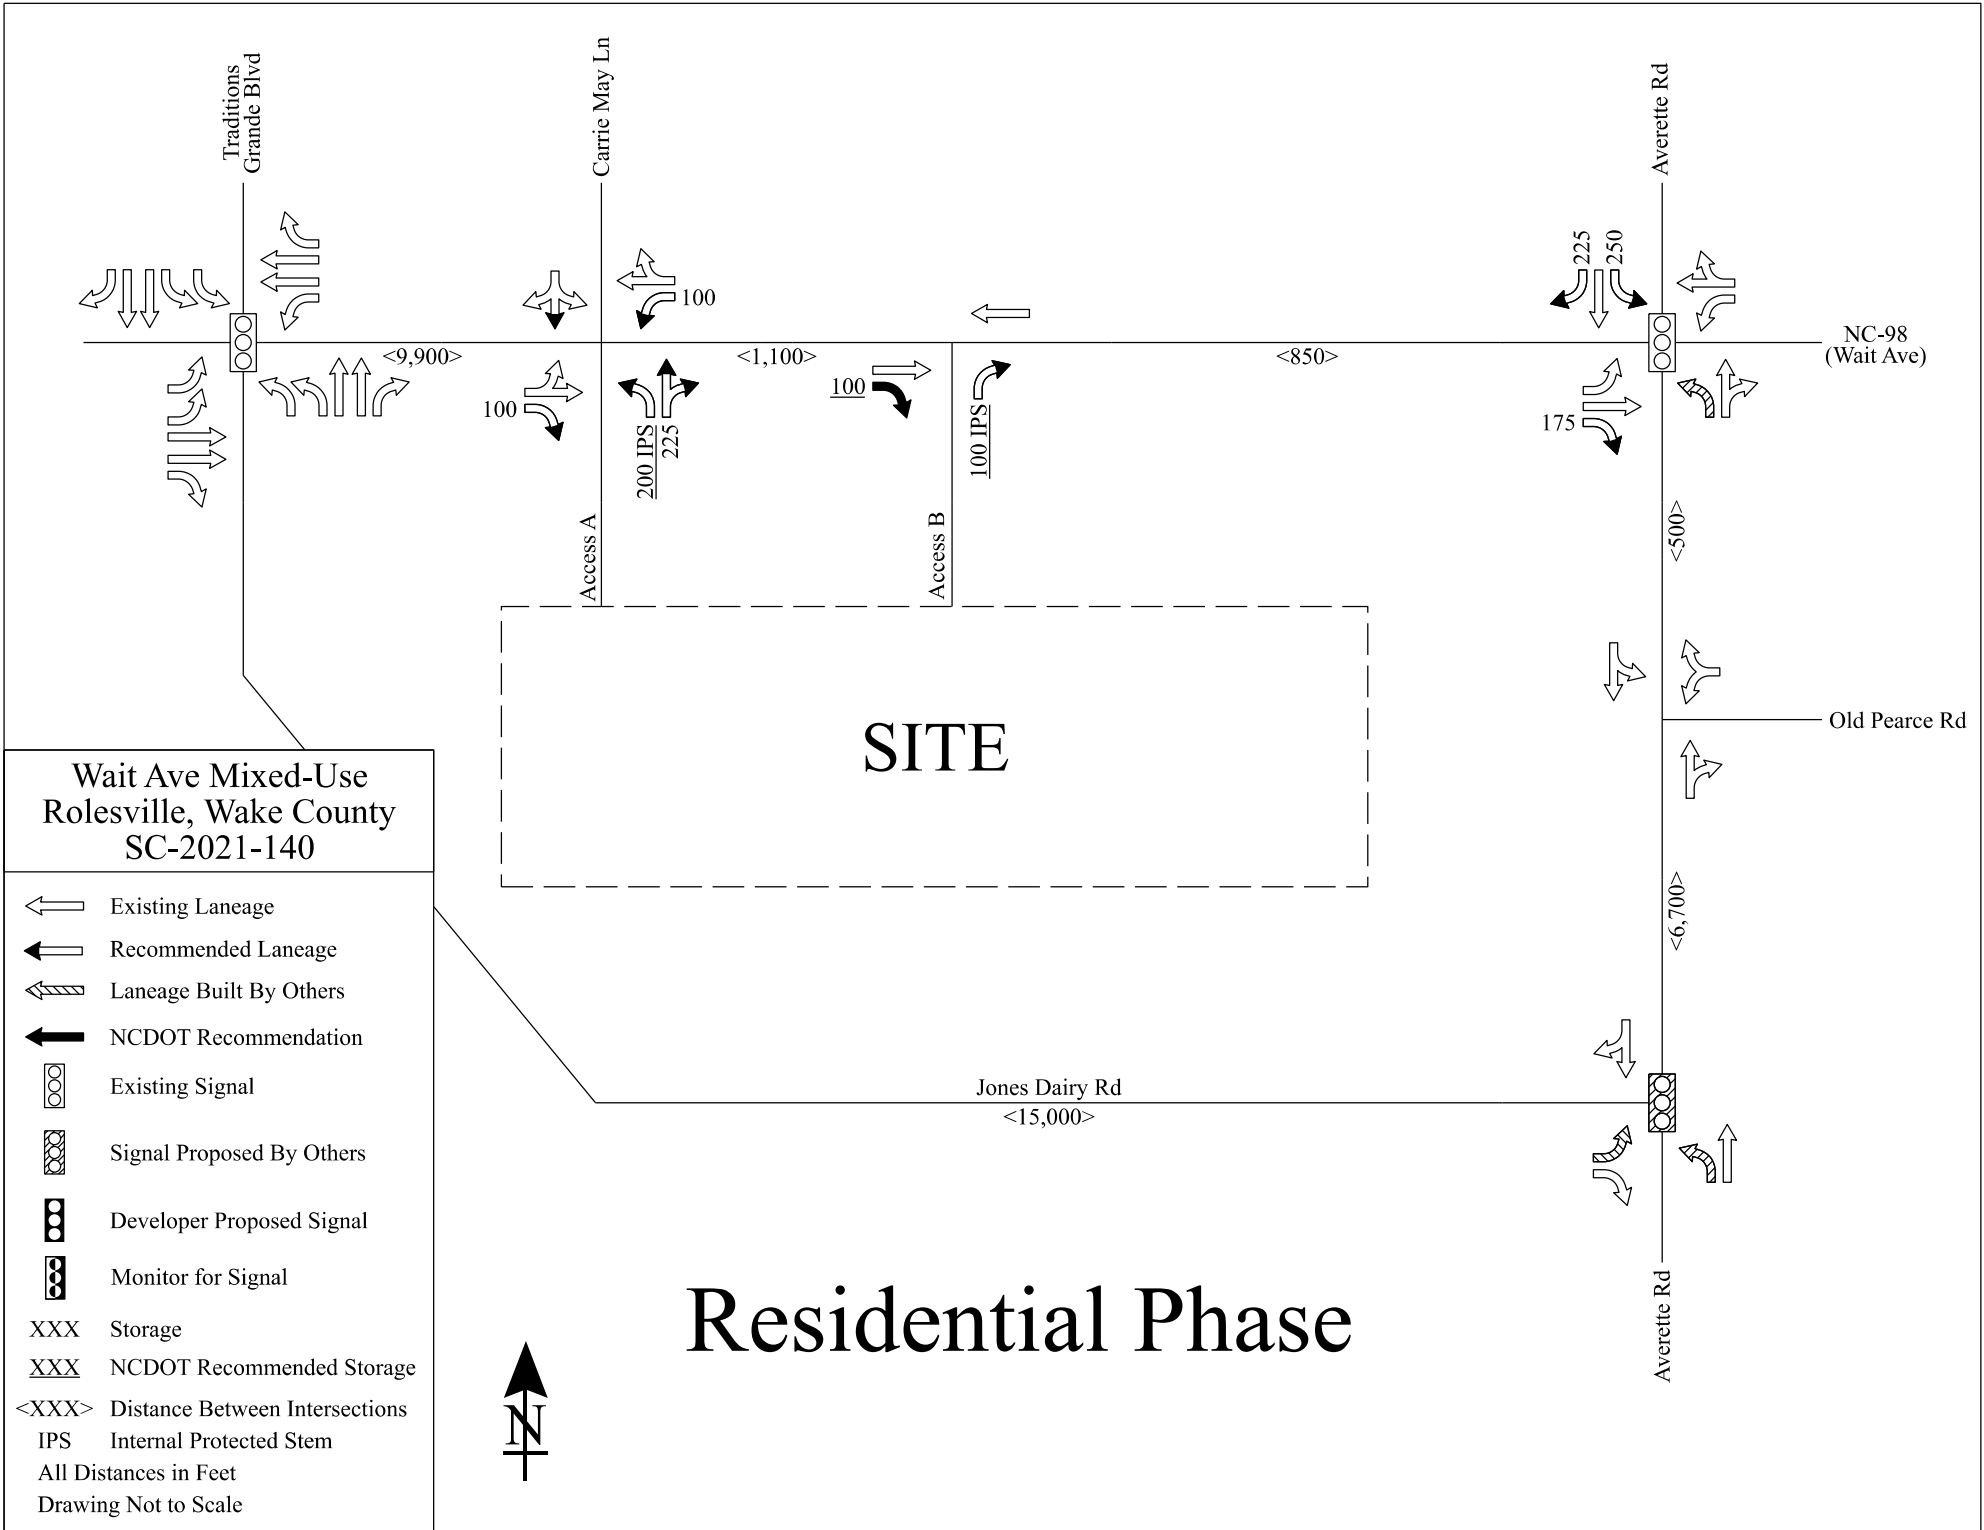 Traditions
Grande Blvd
Carrie May Ln
Averette Rd
225
250
100
NC-98
(Wait Ave)
<9,900>
<1,100>
<850>
100
100
175
200 IPS
225
100 IPS
Access A
Access B
<500>
SITE
Old Pearce Rd
Wait Ave Mixed-Use
Rolesville, Wake County
SC-2021-140
Existing Laneage
Recommended Laneage
Laneage Built By Others
NCDOT Recommendation
Existing Signal
Signal Proposed By Others
Developer Proposed Signal
Monitor for Signal
XXX Storage
XXX NCDOT Recommended Storage
<XXX> Distance Between Intersections
IPS Internal Protected Stem
All Distances in Feet
Drawing Not to Scale
<6,700>
Jones Dairy Rd
<15,000>
Averette Rd
Residential Phase
N